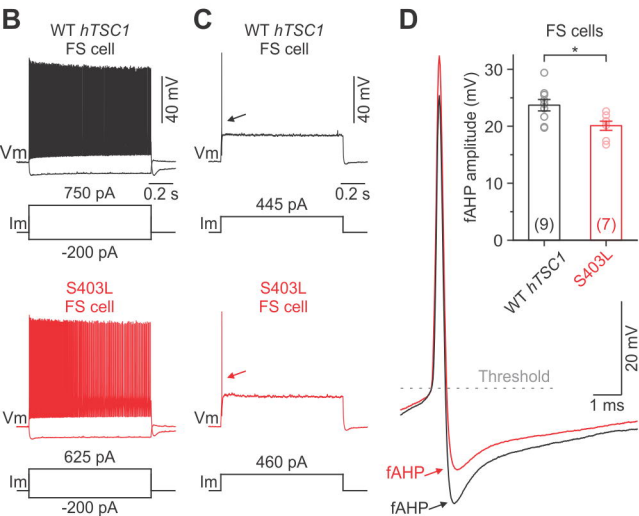 B
WT hTSC1
FS cell
40 mV
Vm
0.2 s
750 pA
Im
-200 pA
S403L
FS cell
Vm
625 pA
Im
-200 pA
C
WT hTSC1
FS cell
40 mV
Vm
0.2 s
445 pA
Im
S403L
FS cell
Vm
460 pA
Im
D
FS cells
*
fAHP amplitude (mV)
30
20
10
0
(9)
(7)
WT hTSC1
S403L
20 mV
1 ms
Threshold
fAHP
fAHP